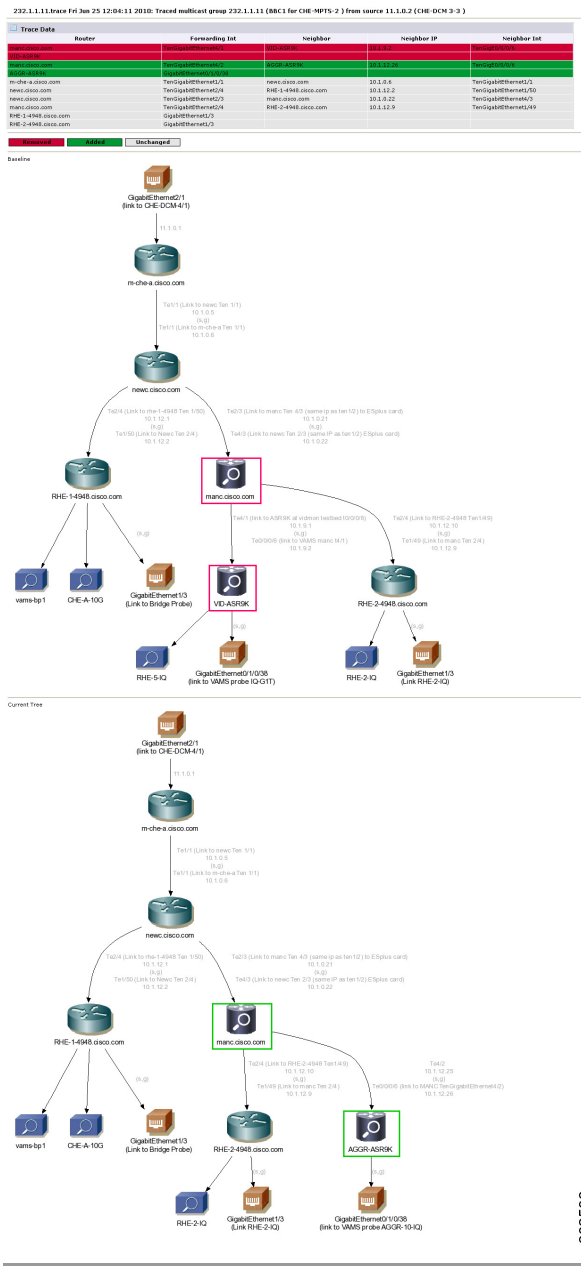 232.1.1.11.trace Fri Jun 25 12:04:11 2010: Traced multicast group 232.1.1.11 (BBC1 for CHE-MPTS-2 ) from source 11.1.0.2 (CHE-DCM 3-3 )
Trace Data
Router Forwarding Int Neighbor Neighbor IP Neighbor Int
manc.cisco.com TenGigabitEthernet4/1 VID-ASR9K 10.1.9.2 TenGigE0/0/0/6
VID-ASR9K
manc.cisco.com TenGigabitEthernet4/2 AGGR-ASR9K 10.1.12.26 TenGigE0/0/0/6
AGGR-ASR9K GigabitEthernet0/1/0/38
m-che-a.cisco.com TenGigabitEthernet1/1 newc.cisco.com 10.1.0.6 TenGigabitEthernet1/1
newc.cisco.com TenGigabitEthernet2/4 RHE-1-4948.cisco.com 10.1.12.2 TenGigabitEthernet1/50
newc.cisco.com TenGigabitEthernet2/3 manc.cisco.com 10.1.0.22 TenGigabitEthernet4/3
manc.cisco.com TenGigabitEthernet2/4 RHE-2-4948.cisco.com 10.1.12.9 TenGigabitEthernet1/49
RHE-1-4948.cisco.com GigabitEthernet1/3
RHE-2-4948.cisco.com GigabitEthernet1/3
Removed Added Unchanged
Baseline
GigabitEthernet2/1
(link to CHE-DCM-4/1)
11.1.0.1
m-che-a.cisco.com
Te1/1 (Link to newc Ten 1/1)
10.1.0.5
(s,g)
Te1/1 (Link to m-che-a Ten 1/1)
10.1.0.6
newc.cisco.com
Te2/4 (Link to rhe-1-4948 Ten 1/50)
10.1.12.1
(s,g)
Te1/50 (Link to Newc Ten 2/4)
10.1.12.2
Te2/3 (Link to manc Ten 4/3 (same ip as ten1/2) to ESplus card)
10.1.0.21
(s,g)
Te4/3 (Link to newc Ten 2/3 (same IP as ten1/2) ESplus card)
10.1.0.22
RHE-1-4948.cisco.com
manc.cisco.com
(s,g)
Te4/1 (link to ASR9K al vidmon testbed t0/0/0/6)
10.1.9.1
(s,g)
Te0/0/0/6 (link to VAMS manc t4/1)
10.1.9.2
Te2/4 (Link to RHE-2-4948 Ten1/49)
10.1.12.10
(s,g)
Te1/49 (Link to manc Ten 2/4)
10.1.12.9
vams-bp1
CHE-A-10G
GigabitEthernet1/3
(Link to Bridge Probe)
VID-ASR9K
RHE-2-4948.cisco.com
(s,g)
(s,g)
RHE-5-IQ
GigabitEthernet0/1/0/38
(link to VAMS probe IQ-G1T)
RHE-2-IQ
GigabitEthernet1/3
(Link RHE-2-IQ)
Current Tree
GigabitEthernet2/1
(link to CHE-DCM-4/1)
11.1.0.1
m-che-a.cisco.com
Te1/1 (Link to newc Ten 1/1)
10.1.0.5
(s,g)
Te1/1 (Link to m-che-a Ten 1/1)
10.1.0.6
newc.cisco.com
Te2/4 (Link to rhe-1-4948 Ten 1/50)
10.1.12.1
(s,g)
Te1/50 (Link to Newc Ten 2/4)
10.1.12.2
Te2/3 (Link to manc Ten 4/3 (same ip as ten1/2) to ESplus card)
10.1.0.21
(s,g)
Te4/3 (Link to newc Ten 2/3 (same IP as ten1/2) ESplus card)
10.1.0.22
RHE-1-4948.cisco.com
manc.cisco.com
(s,g)
Te2/4 (Link to RHE-2-4948 Ten1/49)
10.1.12.10
(s,g)
Te1/49 (Link to manc Ten 2/4)
10.1.12.9
Te4/2
10.1.12.25
(s,g)
Te0/0/0/6 (link to MANC TenGigabitEthernet4/2)
10.1.12.26
vams-bp1
CHE-A-10G
GigabitEthernet1/3
(Link to Bridge Probe)
RHE-2-4948.cisco.com
AGGR-ASR9K
(s,g)
(s,g)
RHE-2-IQ
GigabitEthernet1/3
(Link RHE-2-IQ)
GigabitEthernet0/1/0/38
(link to VAMS probe AGGR-10-IQ)